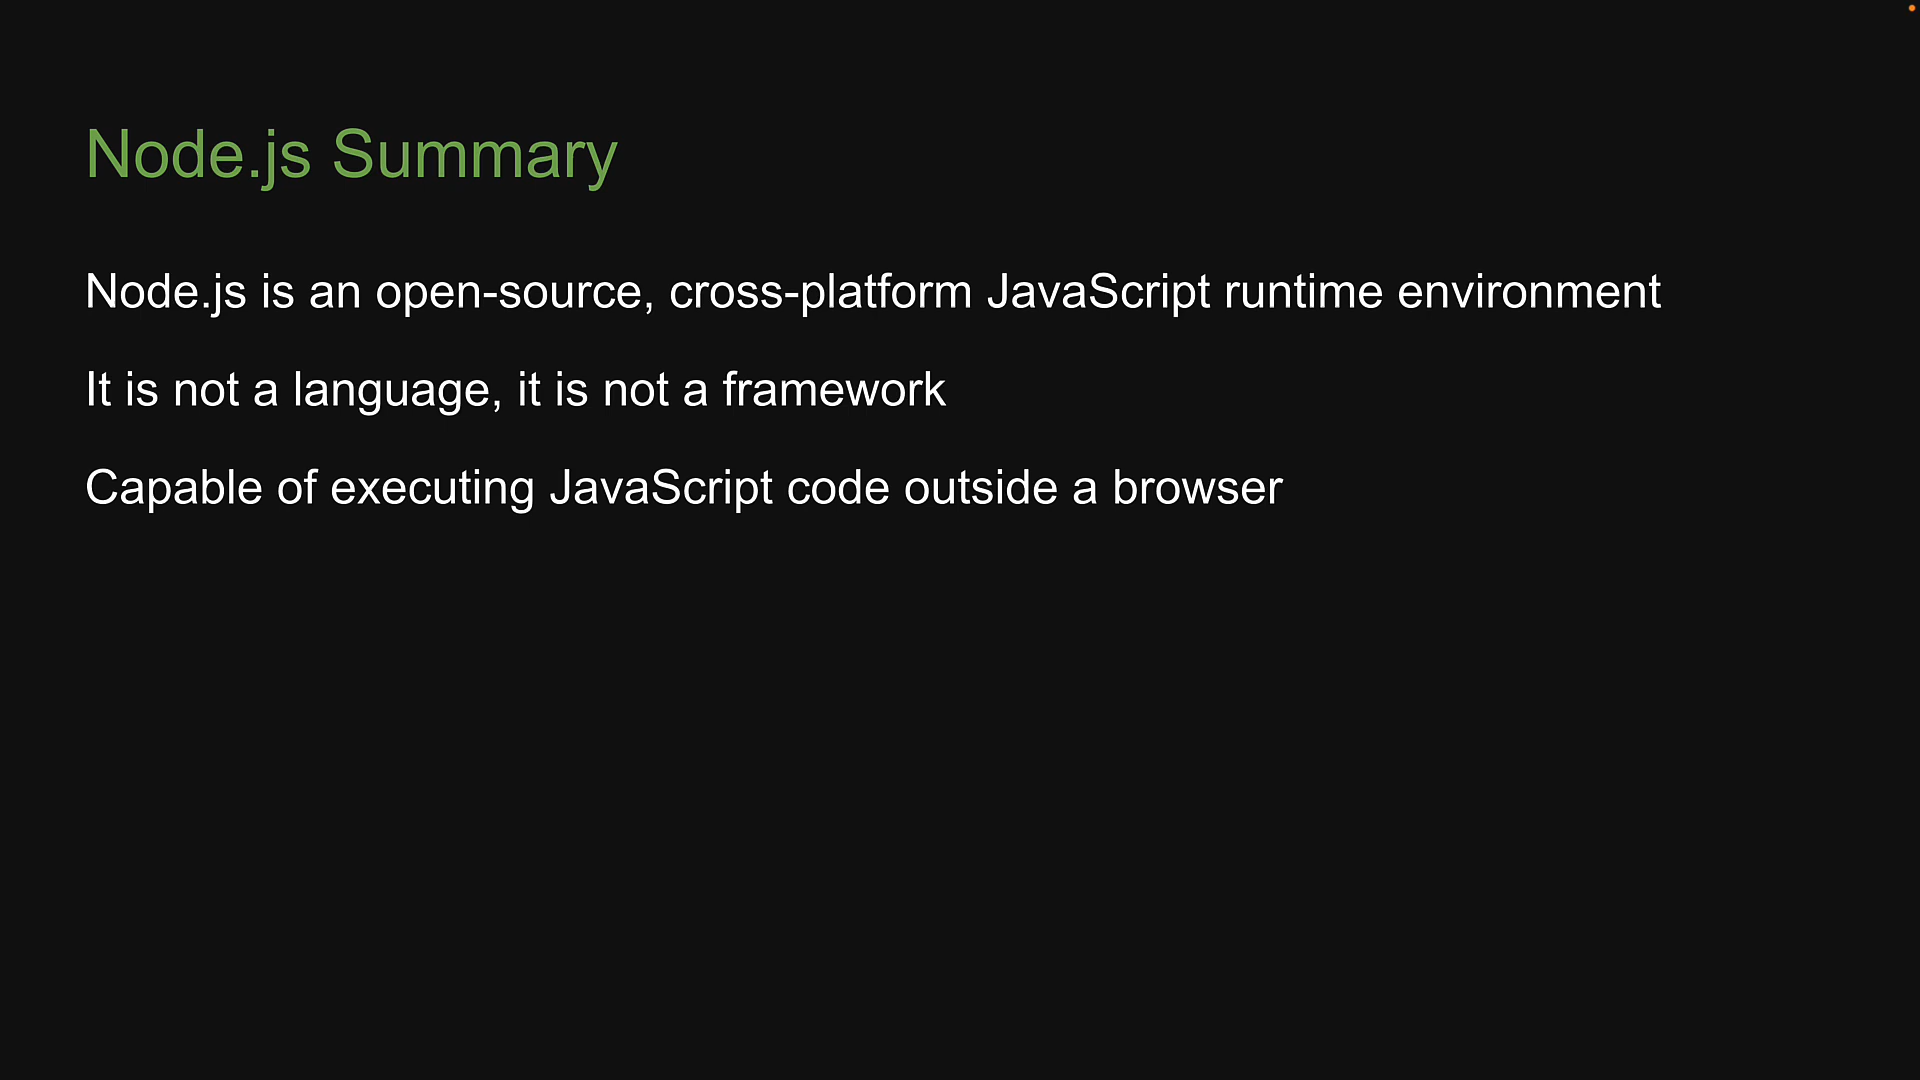 Node.js Summary
Node.js is an open-source, cross-platform JavaScript runtime environment
It is not a language, it is not a framework
Capable of executing JavaScript code outside a browser